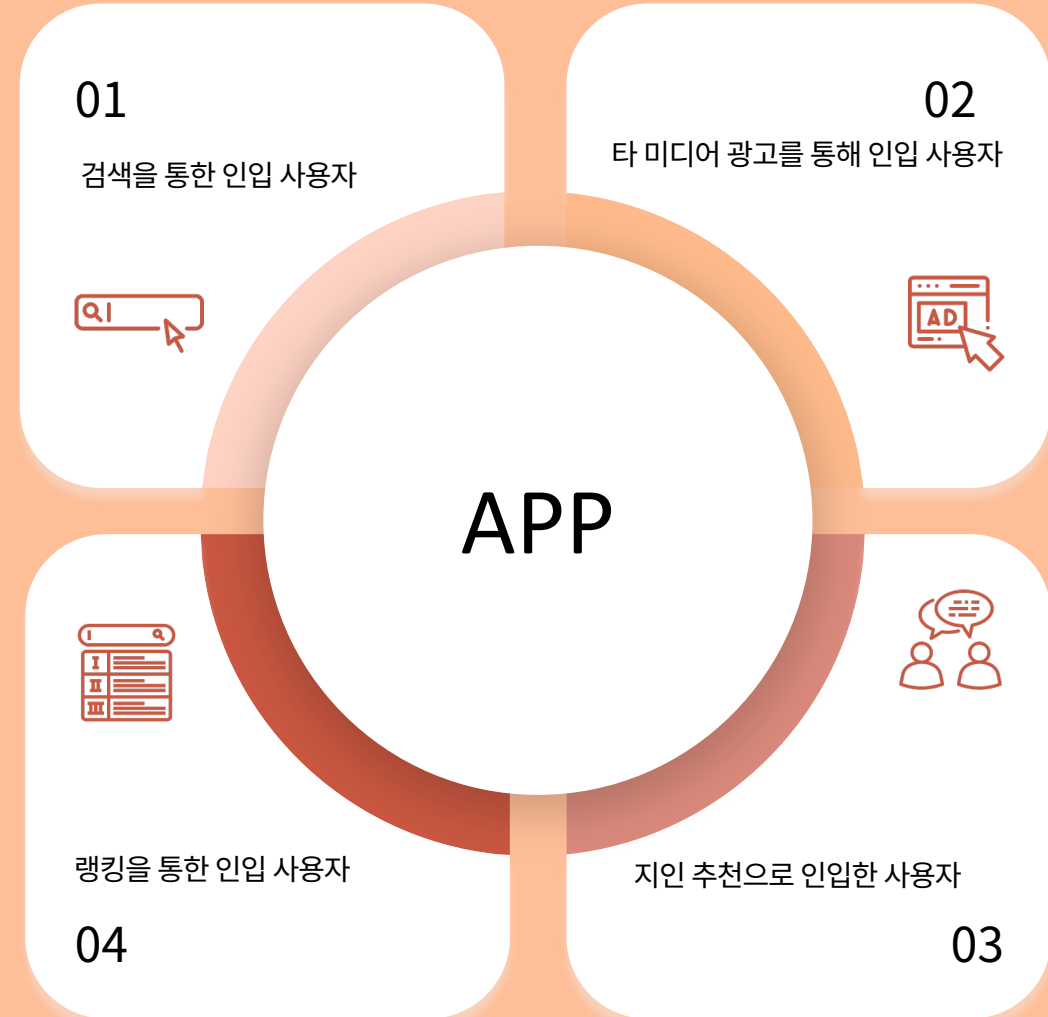 01
검색을 통한 인입 사용자
02
타 미디어 광고를 통해 인입 사용자
AD
APP
I
II
III
랭킹을 통한 인입 사용자
04
지인 추천으로 인입한 사용자
03